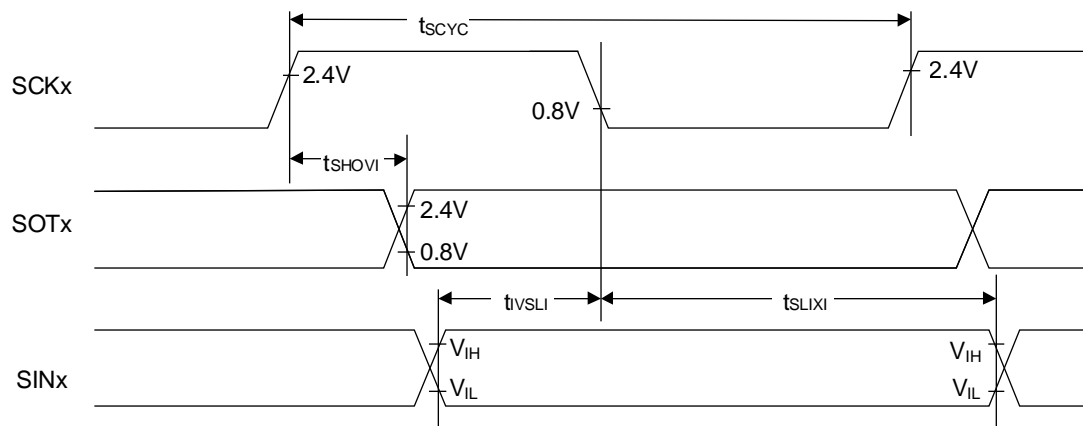 tSCYC
SCKx
2.4V
0.8V
2.4V
tSHOVI
SOTx
2.4V
0.8V
tIVSLI
tSLIXI
SINx
VIH
VIH
VIL
VIL